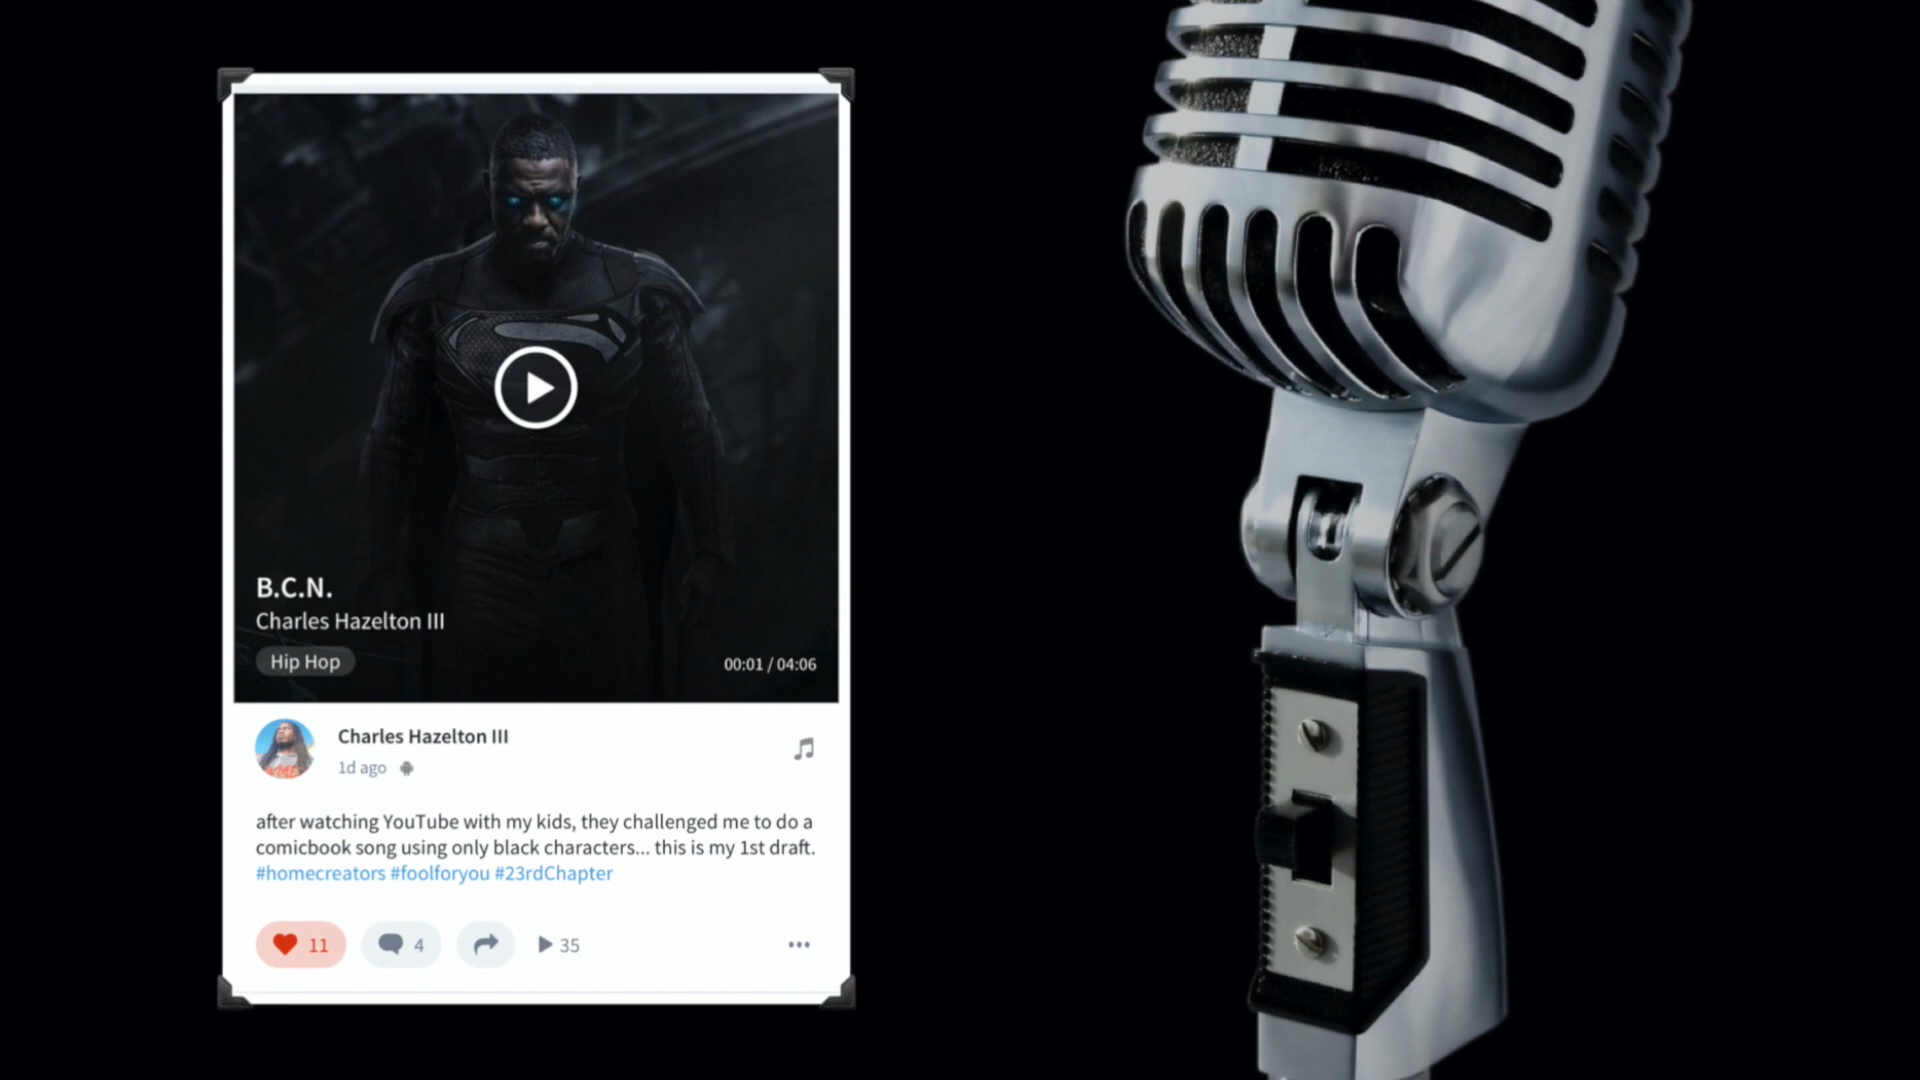 B.C.N.
Charles Hazelton III
Hip Hop
00:01 / 04:06
Charles Hazelton III
1d ago
after watching YouTube with my kids, they challenged me to do a
comicbook song using only black characters... this is my 1st draft.
#homecreators #foolforyou #23rdChapter
11
4
35